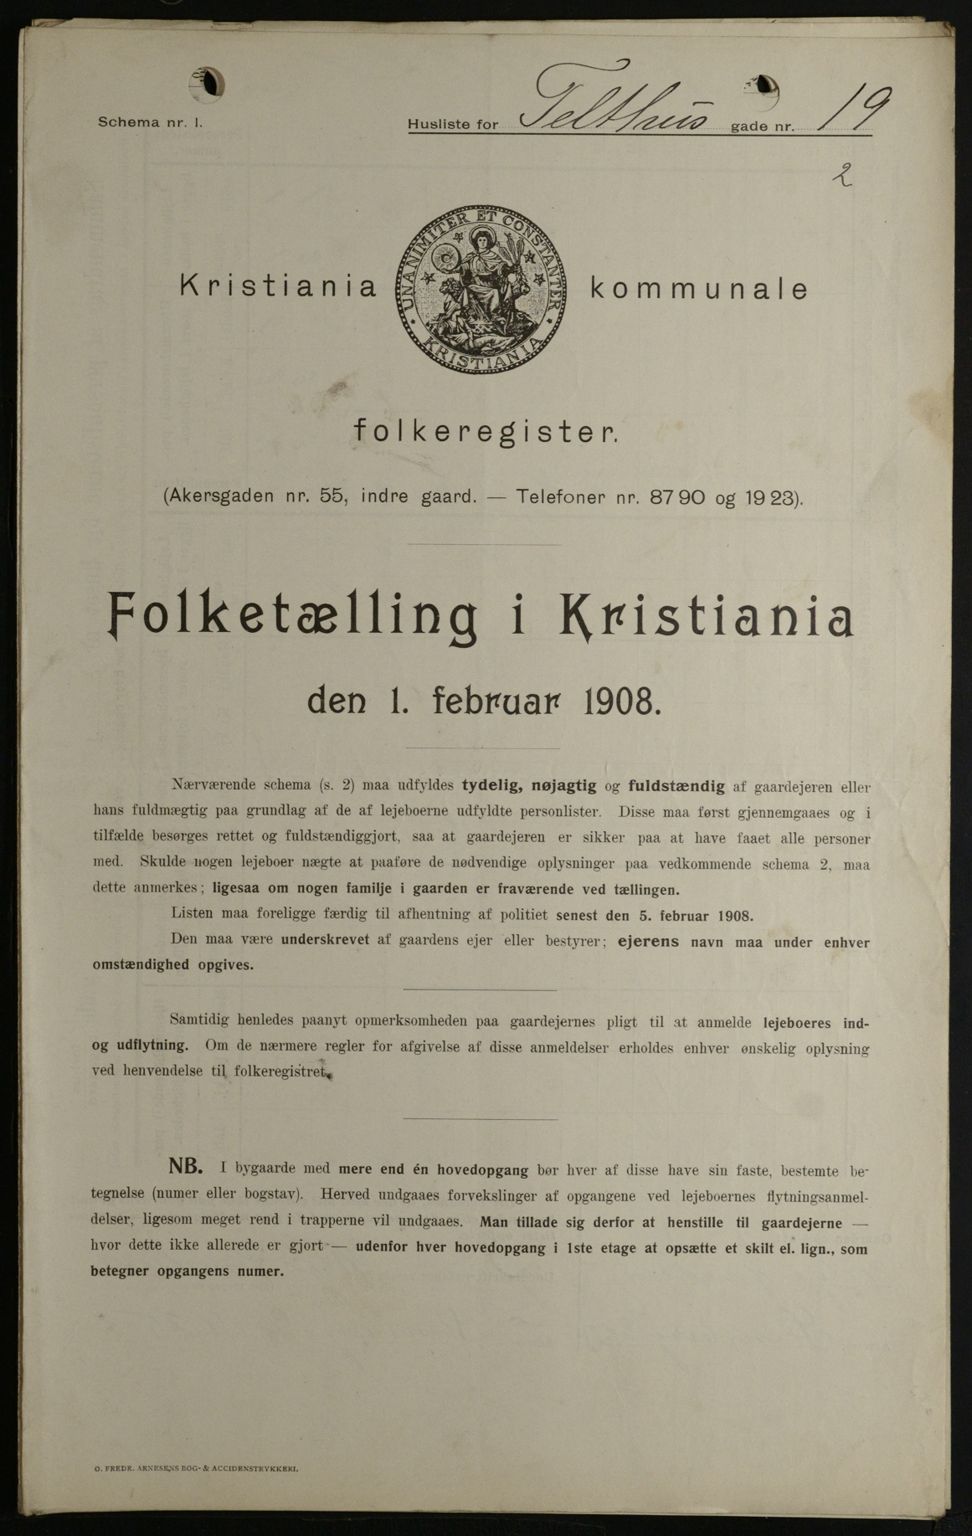 Schema nr. 1.
Husliste for Telthus gade nr. 19
2
UNANIMITER ET CONSTANTER
KRISTIANIA
Kristiania kommunale
folkeregister.
(Akersgaden nr. 55, indre gaard. — Telefoner nr. 87 90 og 19 23).
Folketælling i Kristiania
den 1. februar 1908.
Nærværende schema (s. 2) maa udfyldes tydelig, nøjagtig og fuldstændig af gaardejeren eller
hans fuldmægtig paa grundlag af de af lejeboerne udfyldte personlister. Disse maa først gjennemgaaes og i
tilfælde besørges rettet og fuldstændiggjort, saa at gaardejeren er sikker paa at have faaet alle personer
med. Skulde nogen lejeboer nægte at paaføre de nødvendige oplysninger paa vedkommende schema 2, maa
dette anmerkes; ligesaa om nogen familje i gaarden er fraværende ved tællingen.
Listen maa foreligge færdig til afhentning af politiet senest den 5. februar 1908.
Den maa være underskrevet af gaardens ejer eller bestyrer; ejerens navn maa under enhver
omstændighed opgives.
Samtidig henledes paanyt opmerksomheden paa gaardejernes pligt til at anmelde lejeboeres ind-
og udflytning. Om de nærmere regler for afgivelse af disse anmeldelser erholdes enhver ønskelig oplysning
ved henvendelse til folkeregistret.
NB. I bygaarde med mere end én hovedopgang bør hver af disse have sin faste, bestemte be-
tegnelse (numer eller bogstav). Herved undgaaes forvekslinger af opgangene ved lejeboernes flytningsanmel-
delser, ligesom meget rend i trapperne vil undgaaes. Man tillade sig derfor at henstille til gaardejerne —
hvor dette ikke allerede er gjort — udenfor hver hovedopgang i 1ste etage at opsætte et skilt el. lign., som
betegner opgangens numer.
O. FREDR. ARNESENS BOG- & ACCIDENSTRYKKERI.